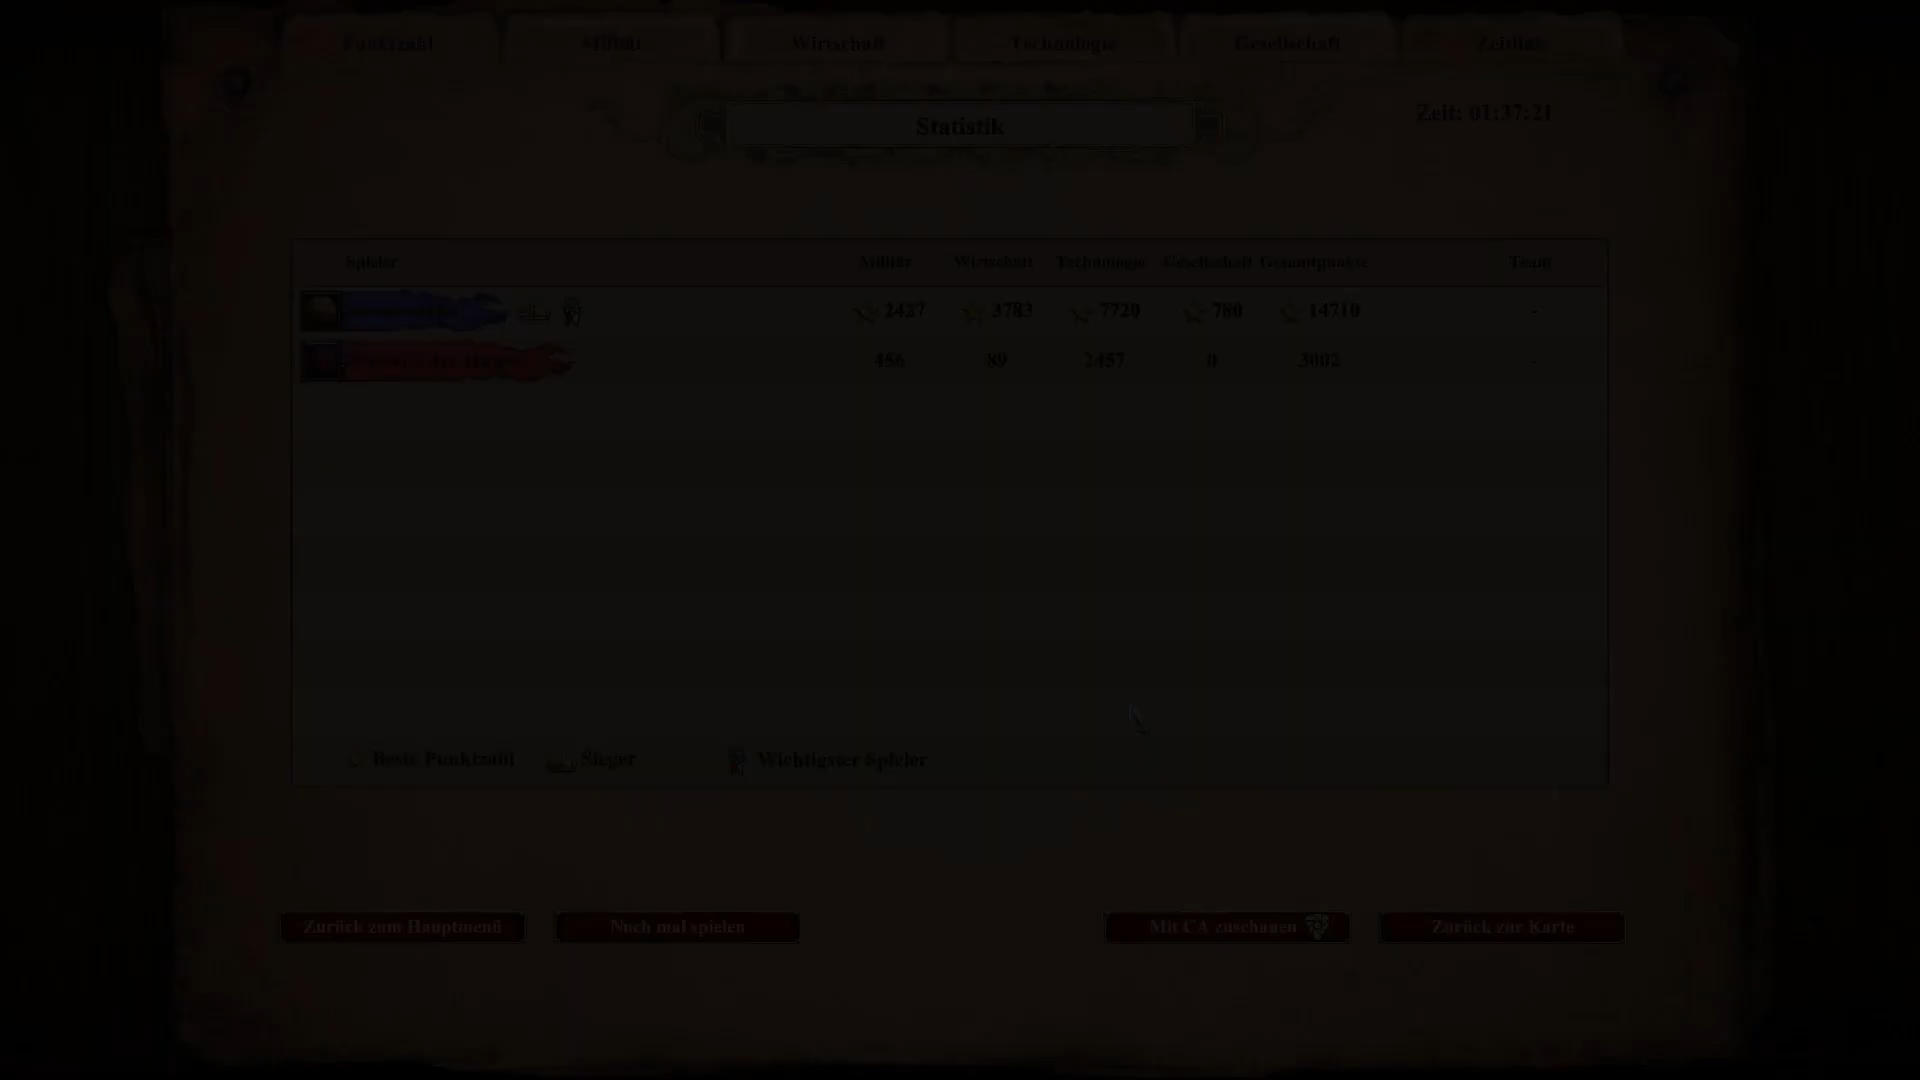 Punktzahl Militär Wirtschaft Technologie Gesellschaft Zeitlinie
Statistik
Zeit: 01:37:21
Spieler Militär Wirtschaft Technologie Gesellschaft Gesamtpunkte Team
2427 3783 7720 780 14710 -
456 89 2457 0 3002 -
Beste Punktzahl Sieger Wichtigster Spieler
Zurück zum Hauptmenü Noch mal spielen Mit CA zuschauen Zurück zur Karte